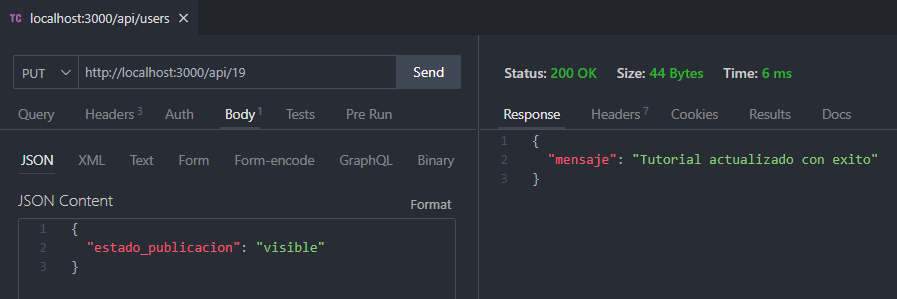 TC localhost:3000/api/users ×
PUT http://localhost:3000/api/19 Send
Query Headers 3 Auth Body 1 Tests Pre Run
JSON XML Text Form Form-encode GraphQL Binary
JSON Content
Format
1 {
2 "estado_publicacion": "visible"
3 }
Status: 200 OK Size: 44 Bytes Time: 6 ms
Response Headers 7 Cookies Results Docs
1 {
2 "mensaje": "Tutorial actualizado con exito"
3 }